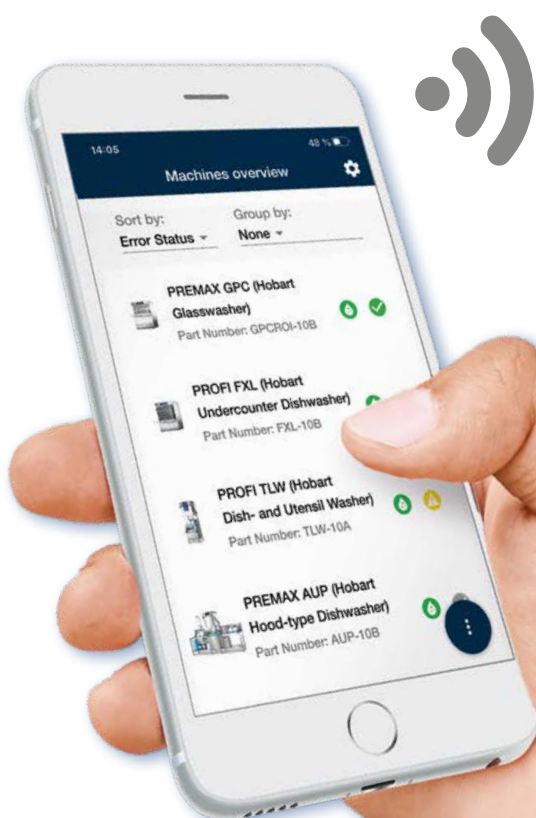 14:05
48 %
Machines overview
Sort by:
Group by:
Error Status
None
PREMAX GPC (Hobart
Glasswasher)
Part Number: GPCROI-10B
PROFI FXL (Hobart
Undercounter Dishwasher)
Part Number: FXL-10B
PROFI TLW (Hobart
Dish- and Utensil Washer)
Part Number: TLW-10A
PREMAX AUP (Hobart
Hood-type Dishwasher)
Part Number: AUP-10B